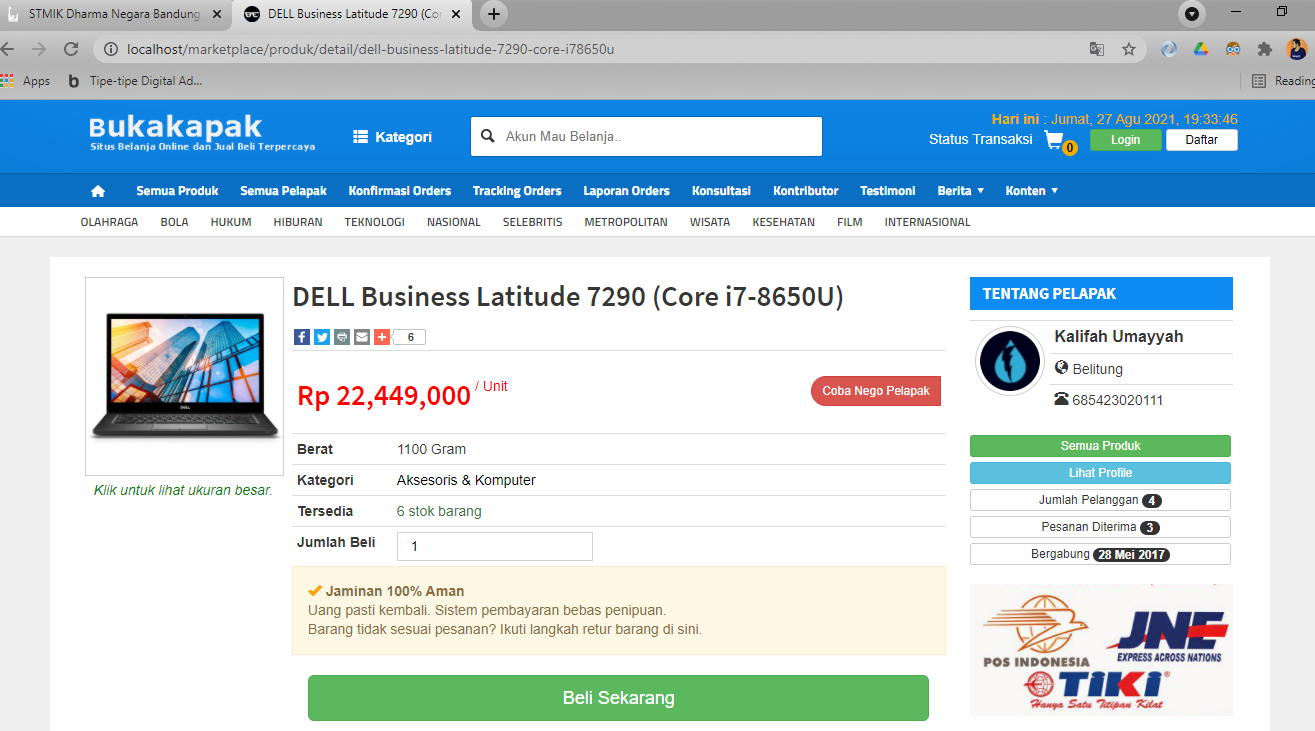 STMIK Dharma Negara Bandung
DELL Business Latitude 7290 (Cor
localhost/marketplace/produk/detail/dell-business-latitude-7290-core-i78650u
Apps
Tipe-tipe Digital Ad...
Reading
Bukakapak
Situs Belanja Online dan Jual Beli Terpercaya
Kategori
Akun Mau Belanja..
Hari ini : Jumat, 27 Agu 2021, 19:33:46
Status Transaksi 0 Login Daftar
Semua Produk Semua Pelapak Konfirmasi Orders Tracking Orders Laporan Orders Konsultasi Kontributor Testimoni Berita Konten
OLAHRAGA BOLA HUKUM HIBURAN TEKNOLOGI NASIONAL SELEBRITIS METROPOLITAN WISATA KESEHATAN FILM INTERNASIONAL
DELL
Klik untuk lihat ukuran besar.
DELL Business Latitude 7290 (Core i7-8650U)
6
Rp 22,449,000 / Unit
Coba Nego Pelapak
Berat 1100 Gram
Kategori Aksesoris & Komputer
Tersedia 6 stok barang
Jumlah Beli 1
Jaminan 100% Aman
Uang pasti kembali. Sistem pembayaran bebas penipuan.
Barang tidak sesuai pesanan? Ikuti langkah retur barang di sini.
Beli Sekarang
TENTANG PELAPAK
Kalifah Umayyah
Belitung
685423020111
Semua Produk
Lihat Profile
Jumlah Pelanggan 4
Pesanan Diterima 3
Bergabung 28 Mei 2017
POS INDONESIA
JNE
EXPRESS ACROSS NATIONS
TIKI
Hanya Satu Titipan Kilat